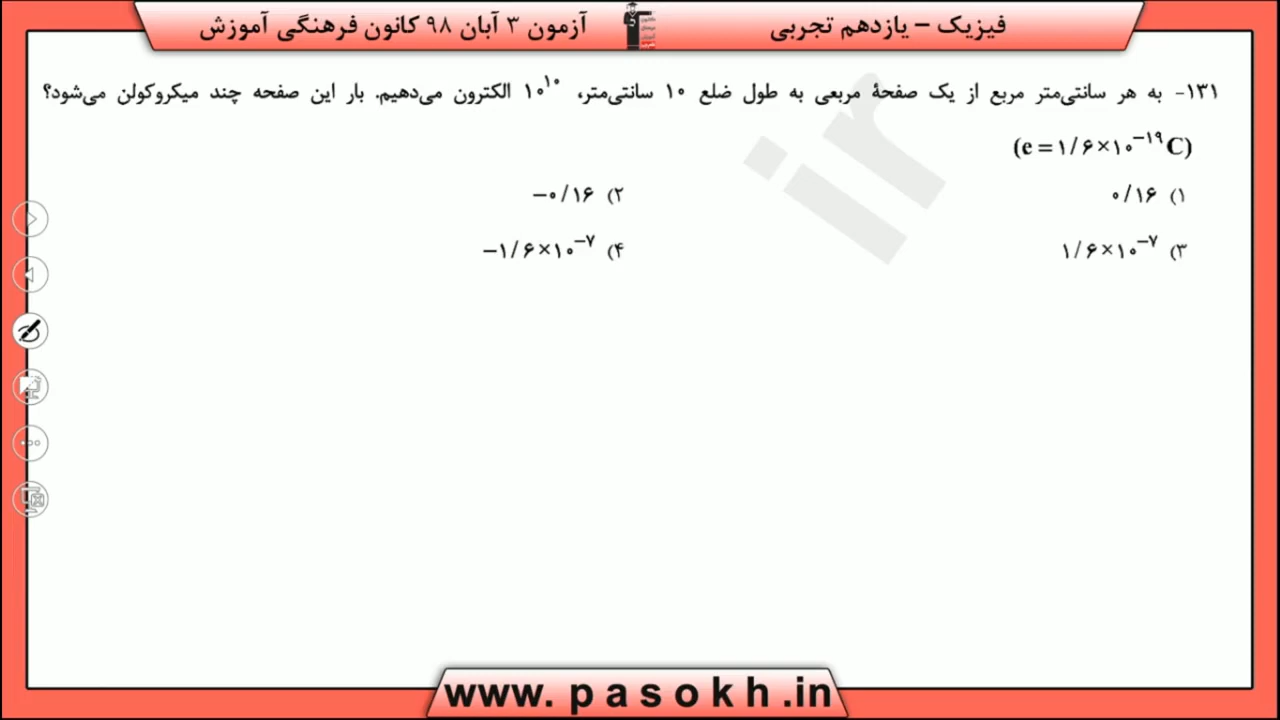 فیزیک – یازدهم تجربی
آزمون ۳ آبان ۹۸ کانون فرهنگی آموزش
۱۳۱- به هر سانتی‌متر مربع از یک صفحهٔ مربعی به طول ضلع ۱۰ سانتی‌متر، ۱۰^۱۰ الکترون می‌دهیم. بار این صفحه چند میکروکولن می‌شود؟
(e = ۱/۶×۱۰^−۱۹ C)
۱) ۰/۱۶
۲) −۰/۱۶
۳) ۱/۶×۱۰^−۷
۴) −۱/۶×۱۰^−۷
ir
www. p a s o k h .in